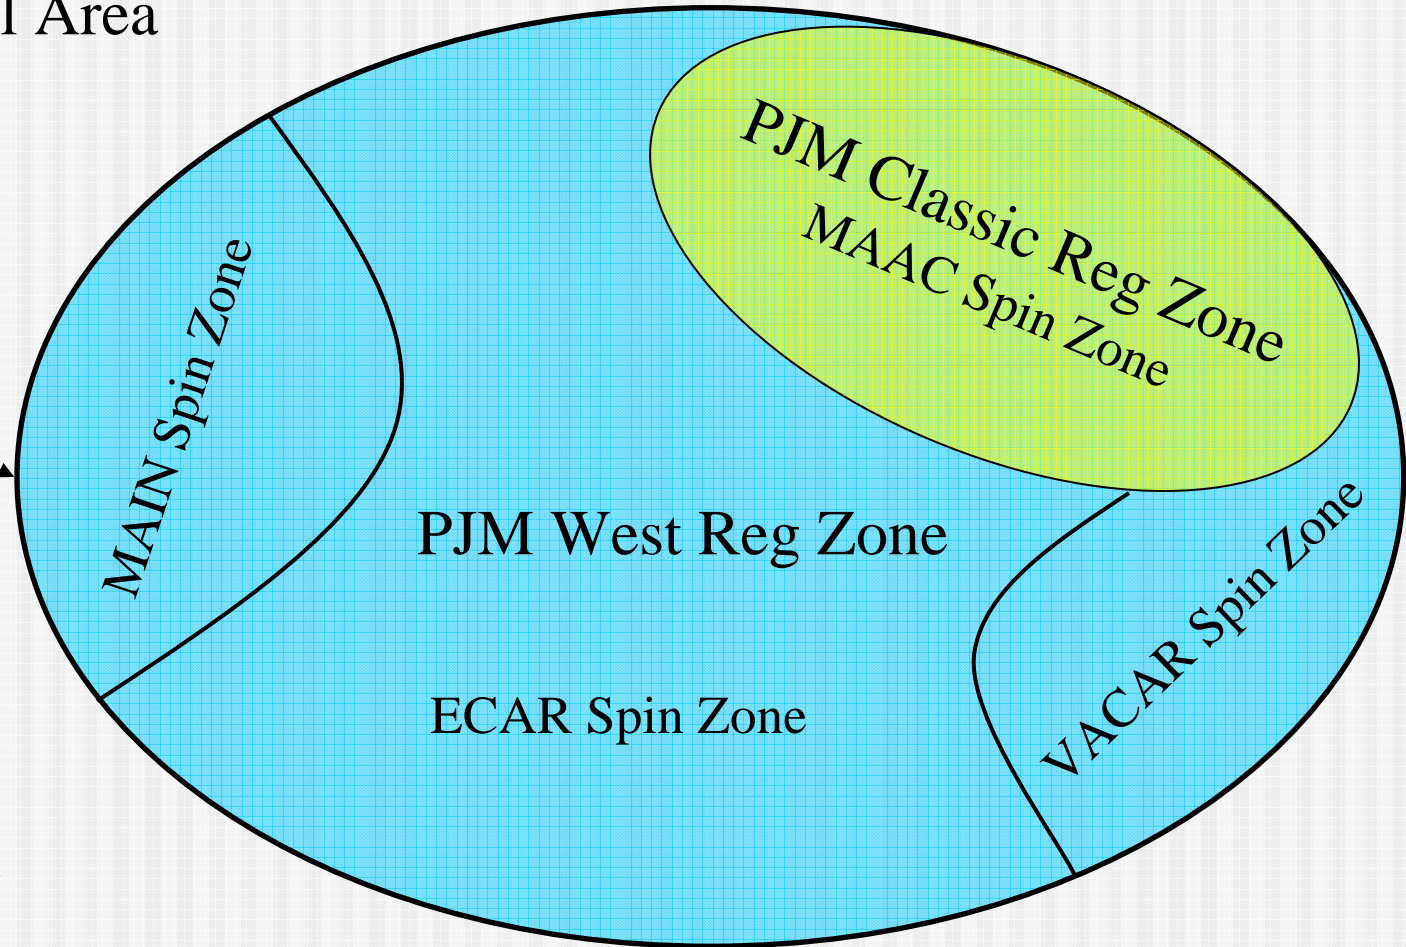 l Area
PJM Classic Reg Zone
MAAC Spin Zone
MAIN Spin Zone
PJM West Reg Zone
ECAR Spin Zone
VACAR Spin Zone